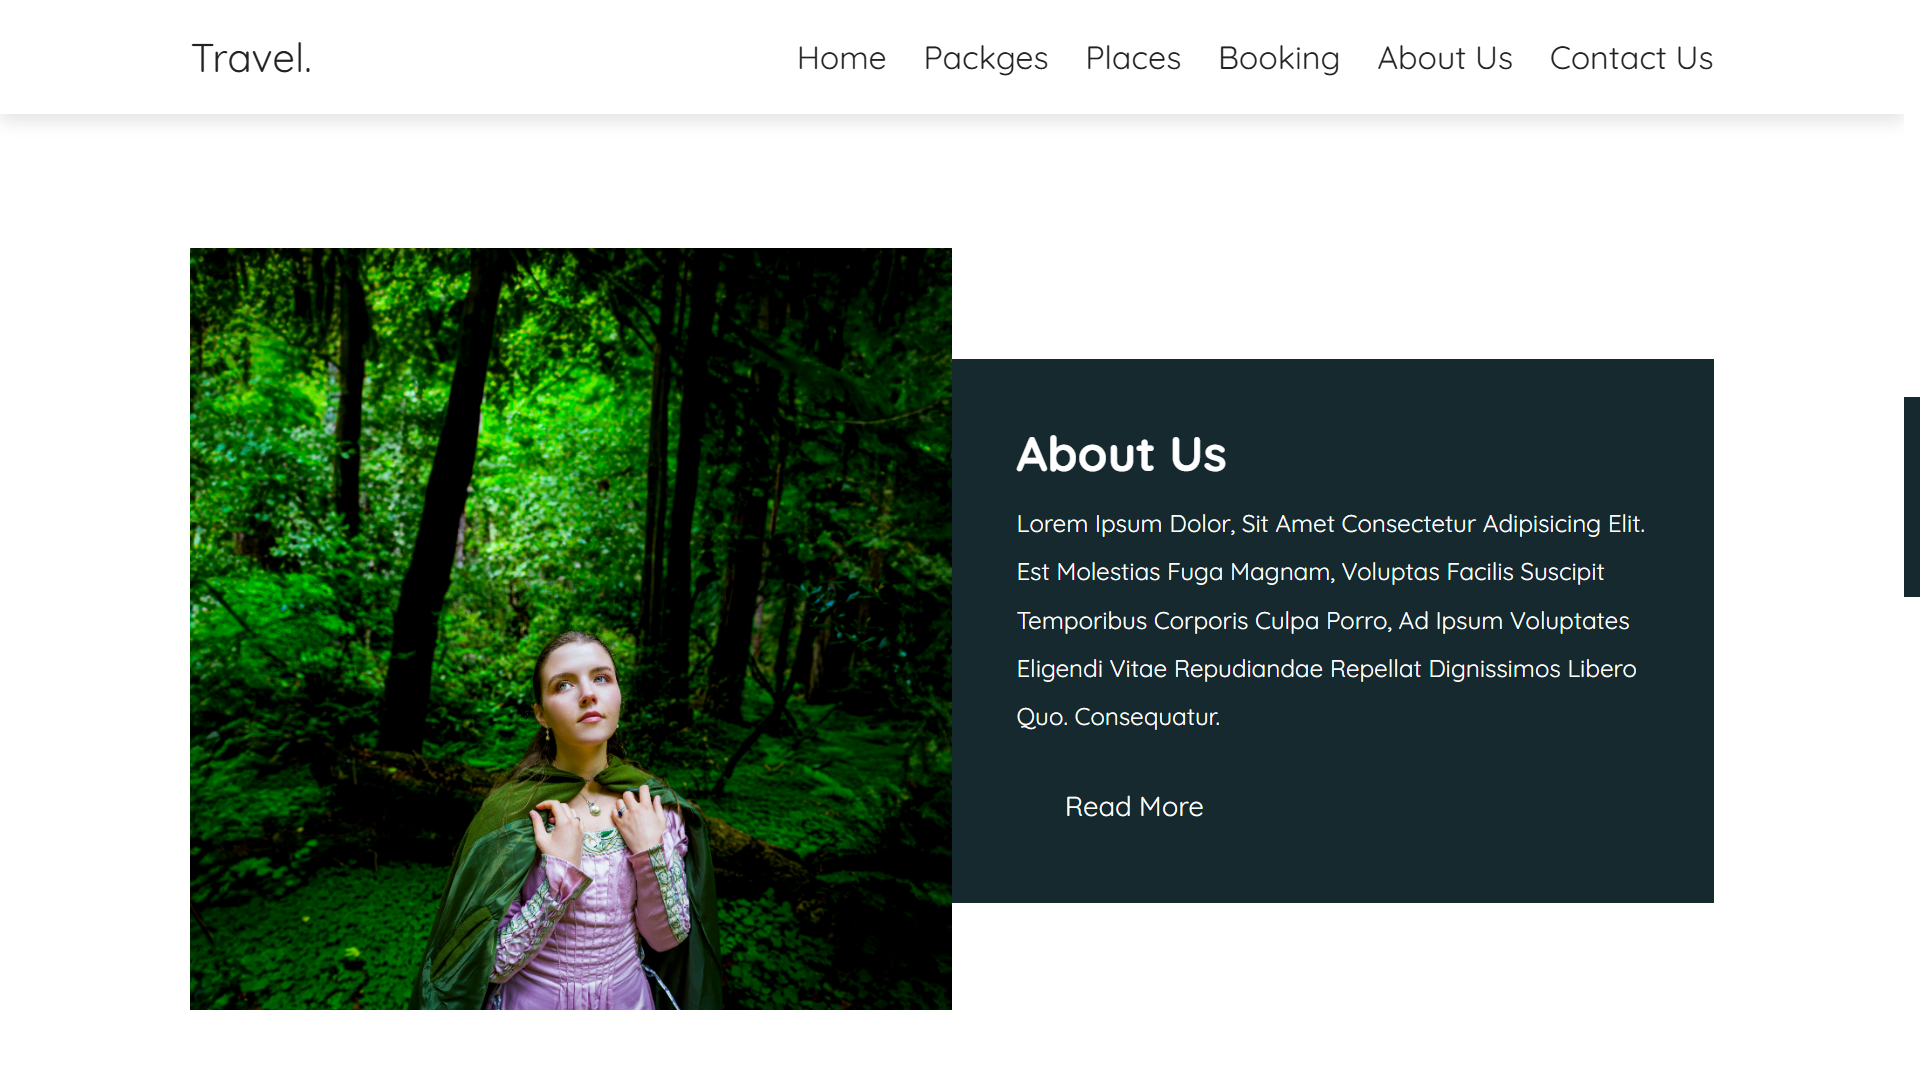 Travel.
Home Packges Places Booking About Us Contact Us
About Us
Lorem Ipsum Dolor, Sit Amet Consectetur Adipisicing Elit.
Est Molestias Fuga Magnam, Voluptas Facilis Suscipit
Temporibus Corporis Culpa Porro, Ad Ipsum Voluptates
Eligendi Vitae Repudiandae Repellat Dignissimos Libero
Quo. Consequatur.
Read More